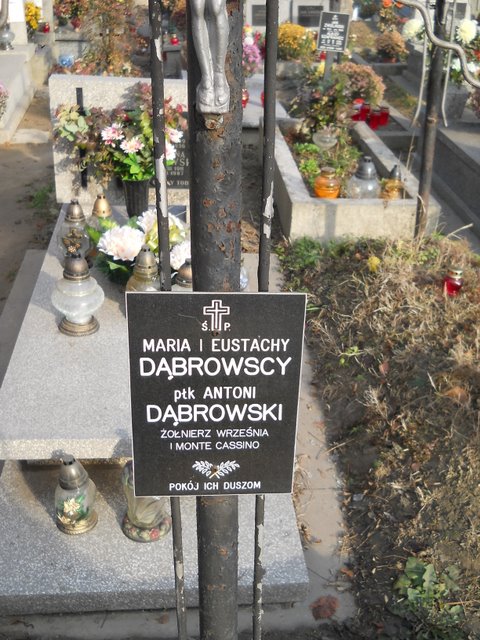 Ś P.
MARIA I EUSTACHY
DĄBROWSCY
płk ANTONI
DĄBROWSKI
ŻOŁNIERZ WRZEŚNIA
I MONTE CASSINO
POKÓJ ICH DUSZOM